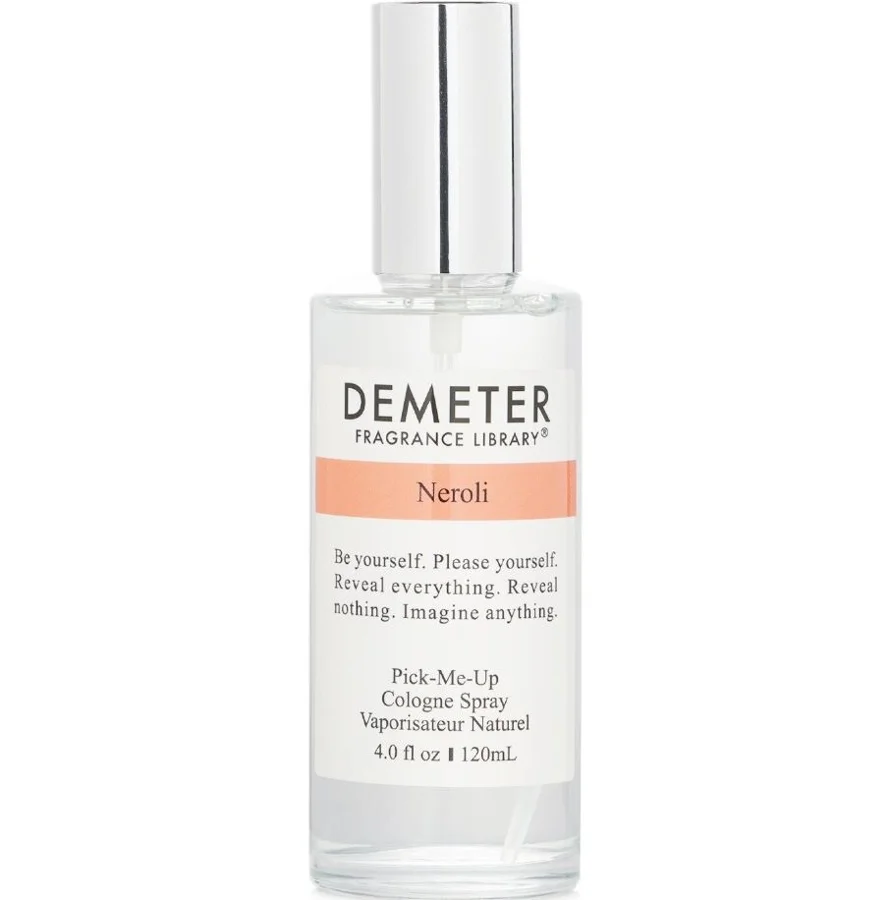 DEMETER
FRAGRANCE LIBRARY®
Neroli
Be yourself. Please yourself.
Reveal everything. Reveal
nothing. Imagine anything.
Pick-Me-Up
Cologne Spray
Vaporisateur Naturel
4.0 fl oz ▮ 120mL